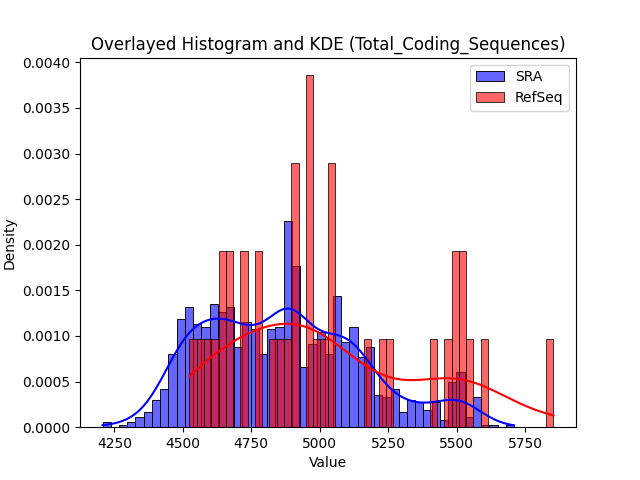 Overlayed Histogram and KDE (Total_Coding_Sequences)
SRA
RefSeq
0.0040
0.0035
0.0030
0.0025
0.0020
0.0015
0.0010
0.0005
0.0000
Density
4250 4500 4750 5000 5250 5500 5750
Value